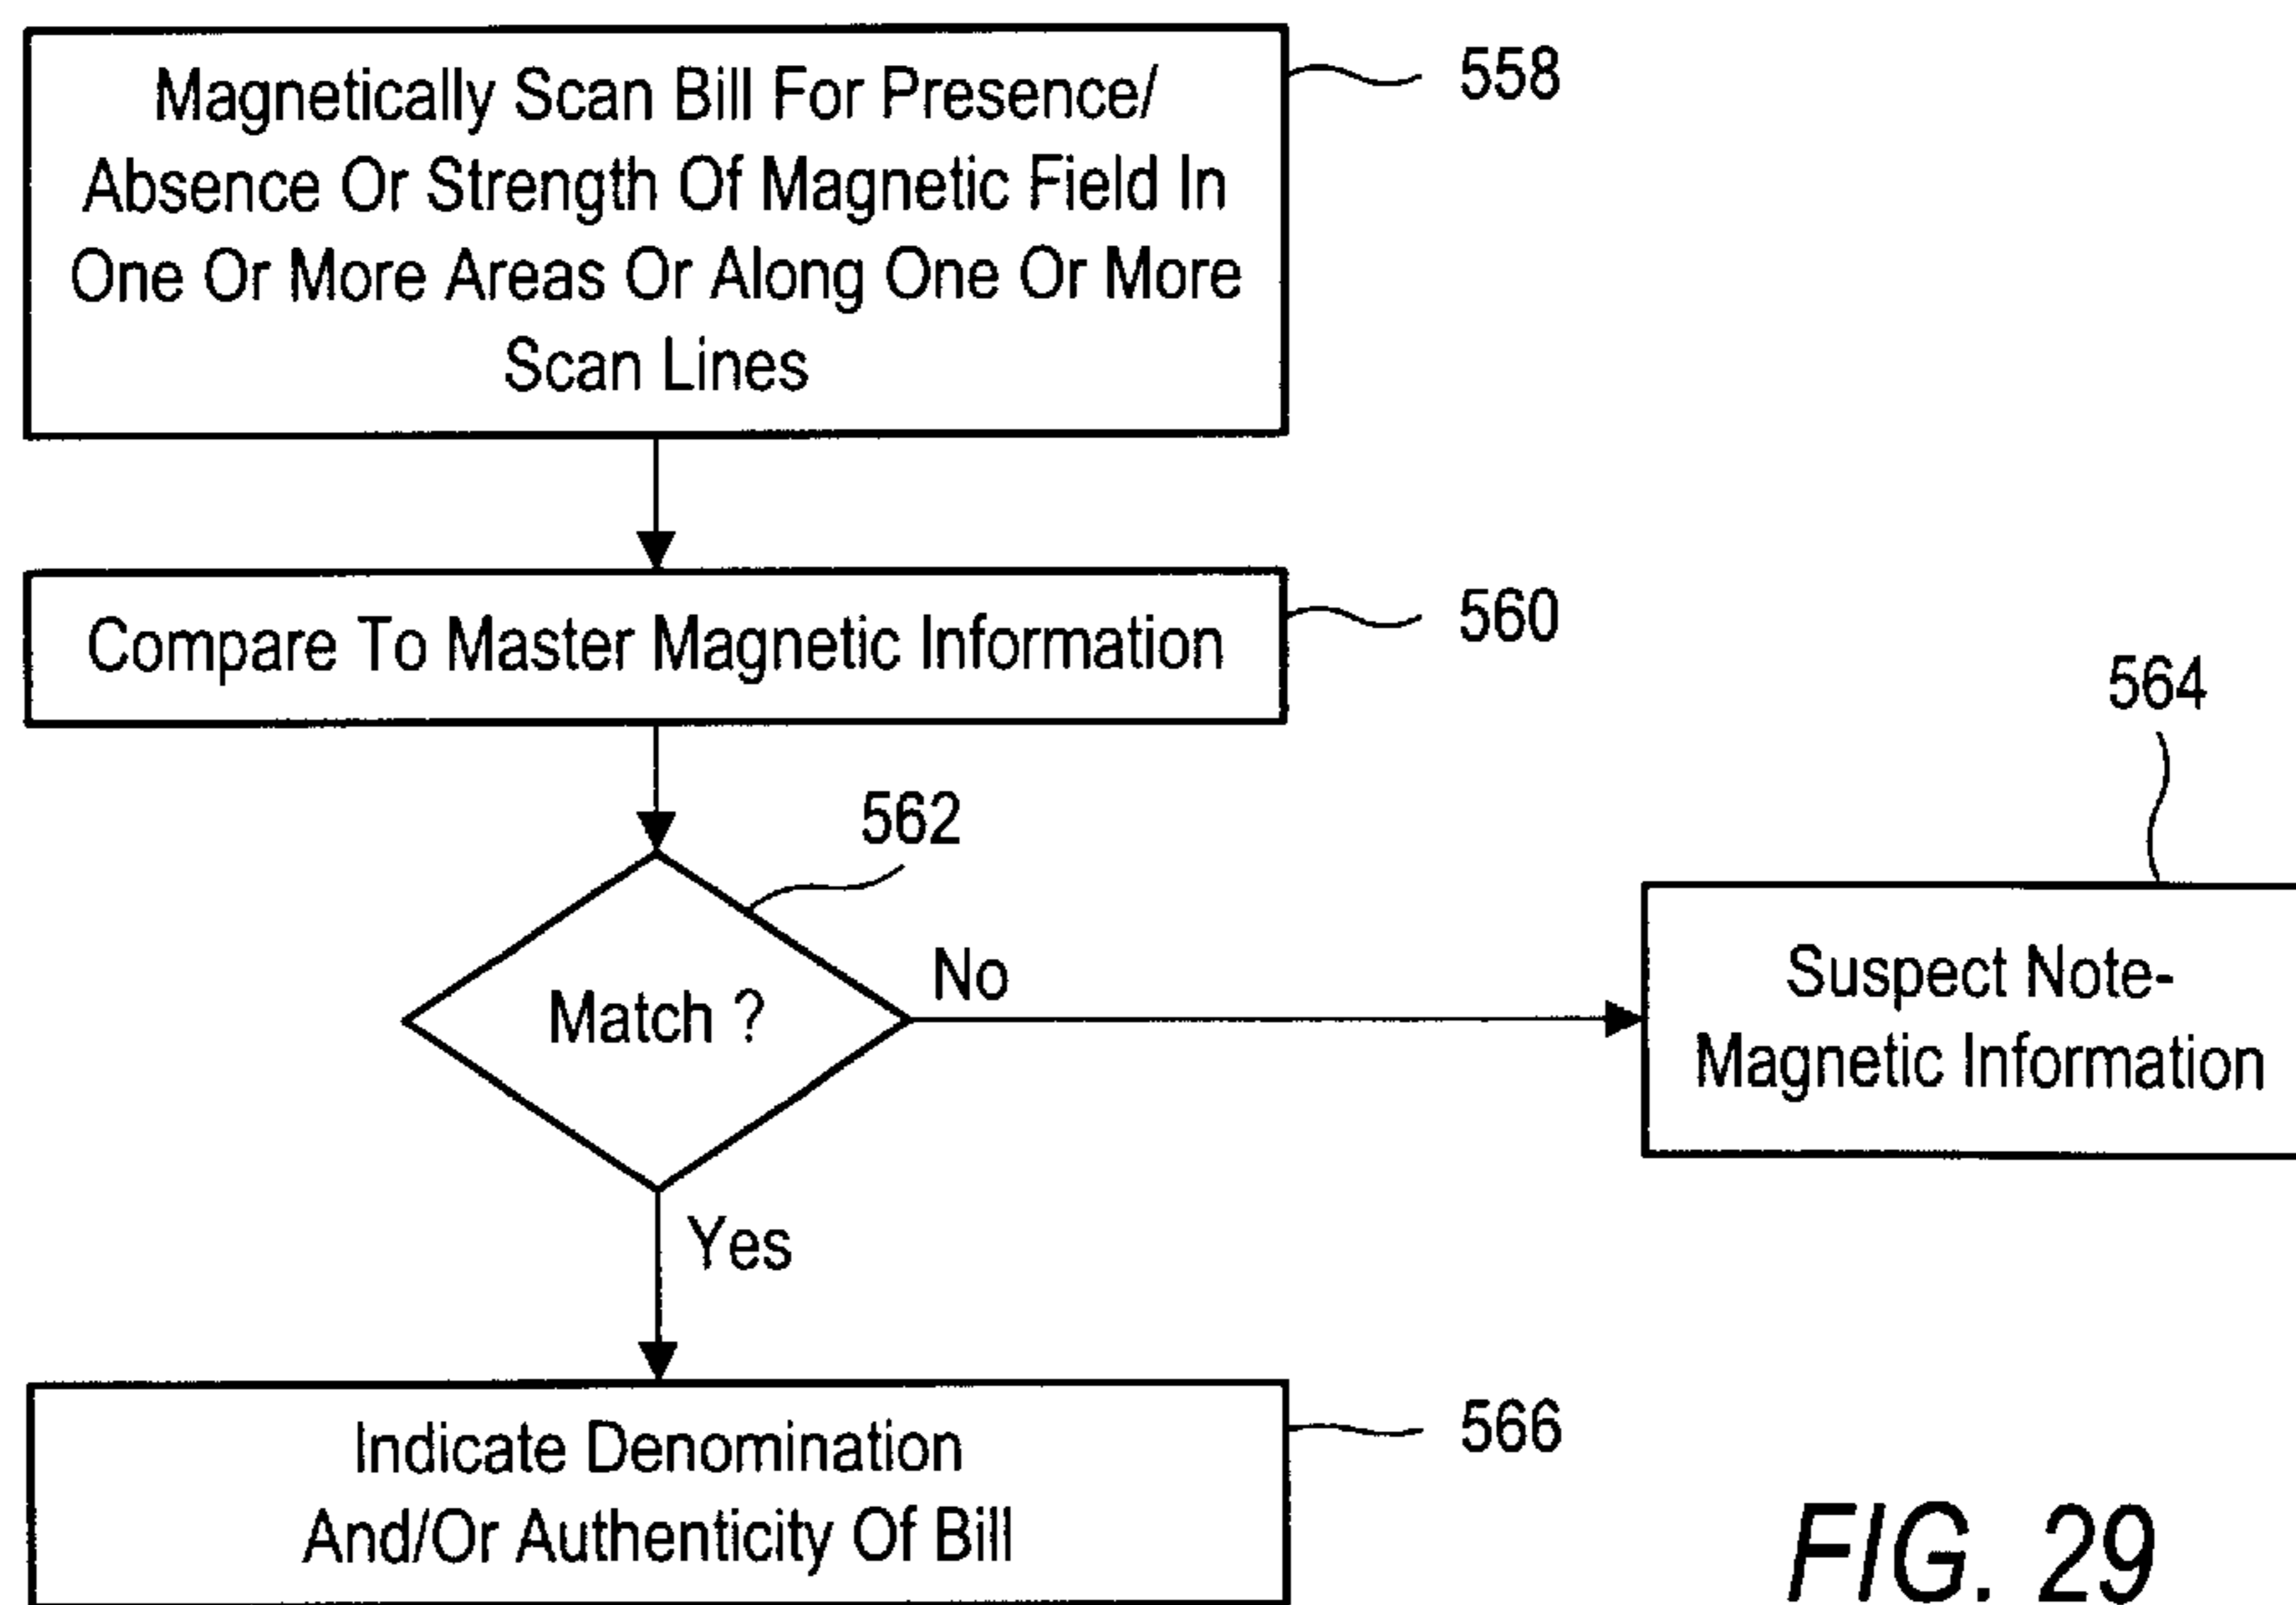 Magnetically Scan Bill For Presence/
Absence Or Strength Of Magnetic Field In
One Or More Areas Or Along One Or More
Scan Lines
558
Compare To Master Magnetic Information
560
562
564
Match ?
No
Suspect Note-
Magnetic Information
Yes
Indicate Denomination
And/Or Authenticity Of Bill
566
FIG. 29